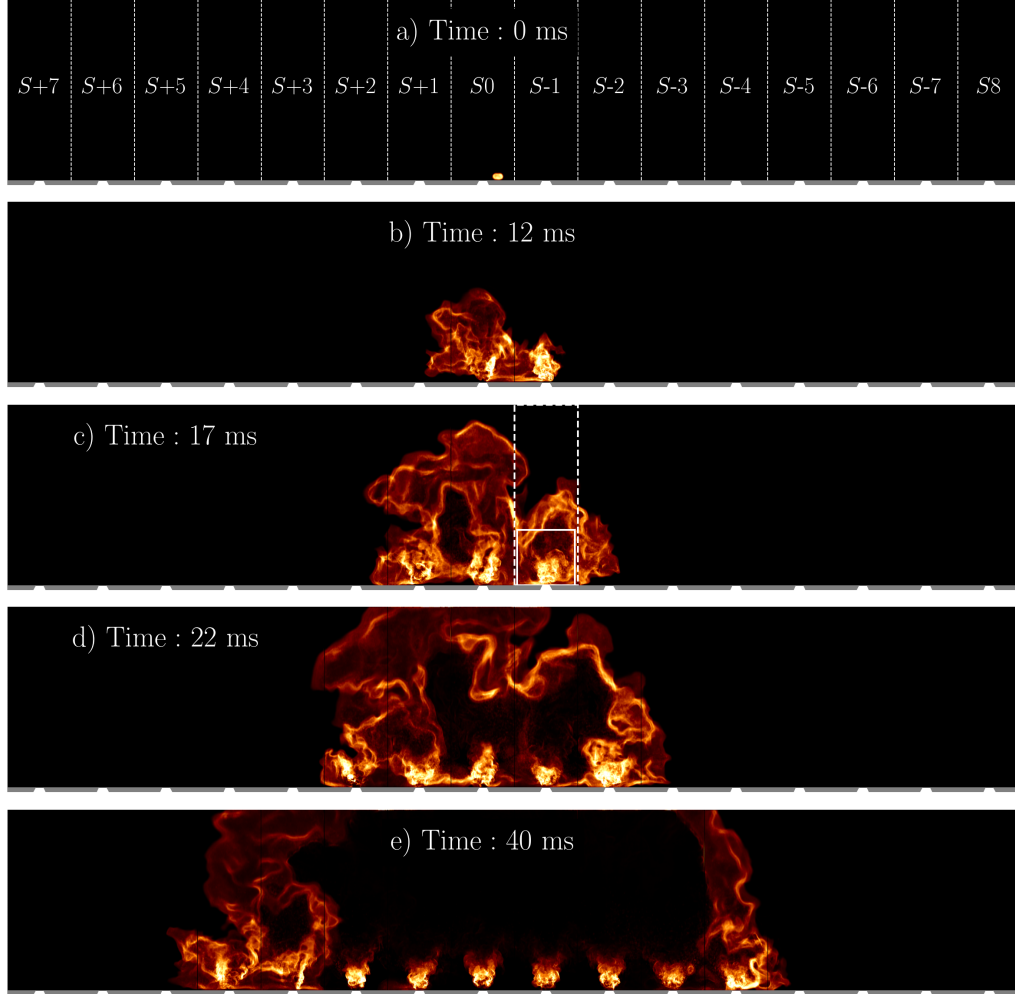 a) Time : 0 ms
S+7 S+6 S+5 S+4 S+3 S+2 S+1 S0 S-1 S-2 S-3 S-4 S-5 S-6 S-7 S8
b) Time : 12 ms
c) Time : 17 ms
d) Time : 22 ms
e) Time : 40 ms